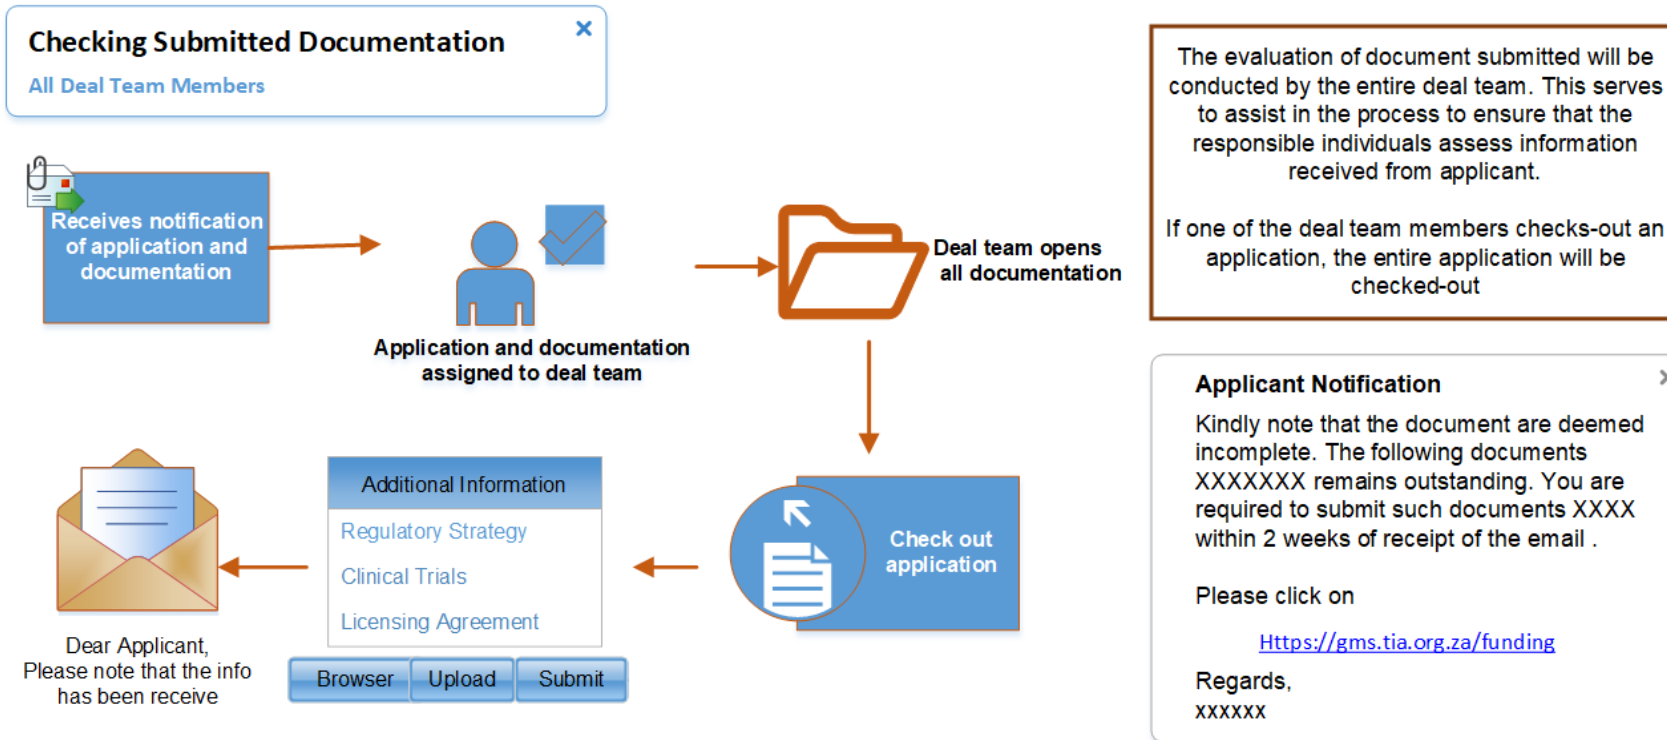 Checking Submitted Documentation
All Deal Team Members
Receives notification
of application and
documentation
Application and documentation
assigned to deal team
Deal team opens
all documentation
Check out
application
Additional Information
Regulatory Strategy
Clinical Trials
Licensing Agreement
Browser
Upload
Submit
Dear Applicant,
Please note that the info
has been receive
The evaluation of document submitted will be
conducted by the entire deal team. This serves
to assist in the process to ensure that the
responsible individuals assess information
received from applicant.
If one of the deal team members checks-out an
application, the entire application will be
checked-out
Applicant Notification
Kindly note that the document are deemed
incomplete. The following documents
XXXXXXX remains outstanding. You are
required to submit such documents XXXX
within 2 weeks of receipt of the email .
Please click on
Https://gms.tia.org.za/funding
Regards,
xxxxxx